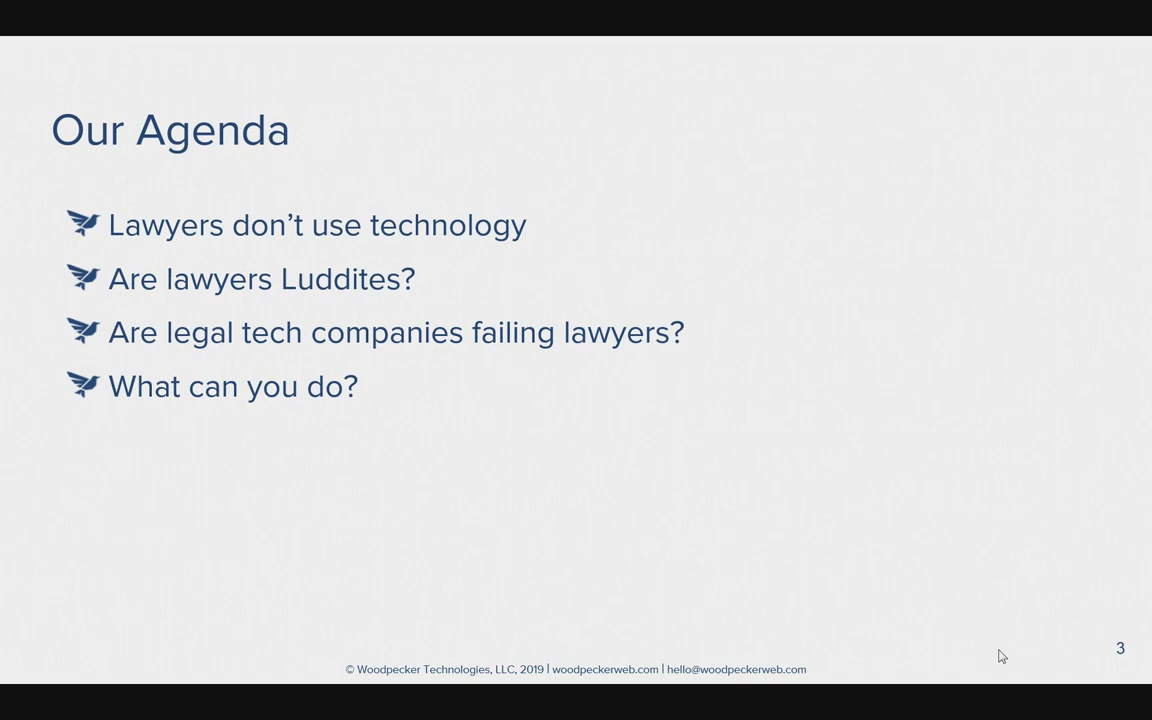 Our Agenda
Lawyers don’t use technology
Are lawyers Luddites?
Are legal tech companies failing lawyers?
What can you do?
3
© Woodpecker Technologies, LLC, 2019 | woodpeckerweb.com | hello@woodpeckerweb.com